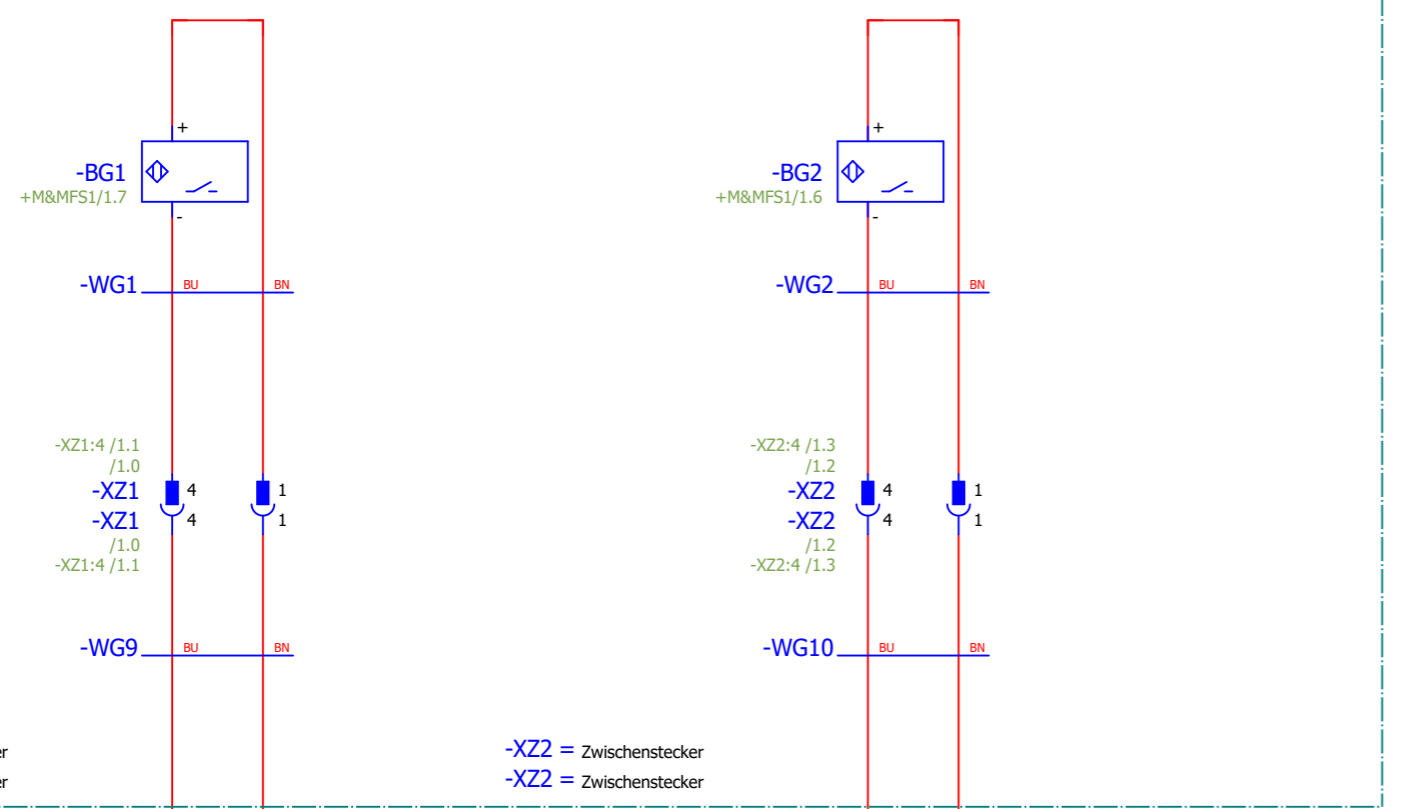 + +
-BG1 -BG2
+M&MFS1/1.7 +M&MFS1/1.6
- -
-WG1 BU BN -WG2 BU BN
-XZ1:4 /1.1 -XZ2:4 /1.3
/1.0 /1.2
-XZ1 4 1 -XZ2 4 1
-XZ1 4 1 -XZ2 4 1
/1.0 /1.2
-XZ1:4 /1.1 -XZ2:4 /1.3
-WG9 BU BN -WG10 BU BN
er -XZ2 = Zwischenstecker
er -XZ2 = Zwischenstecker